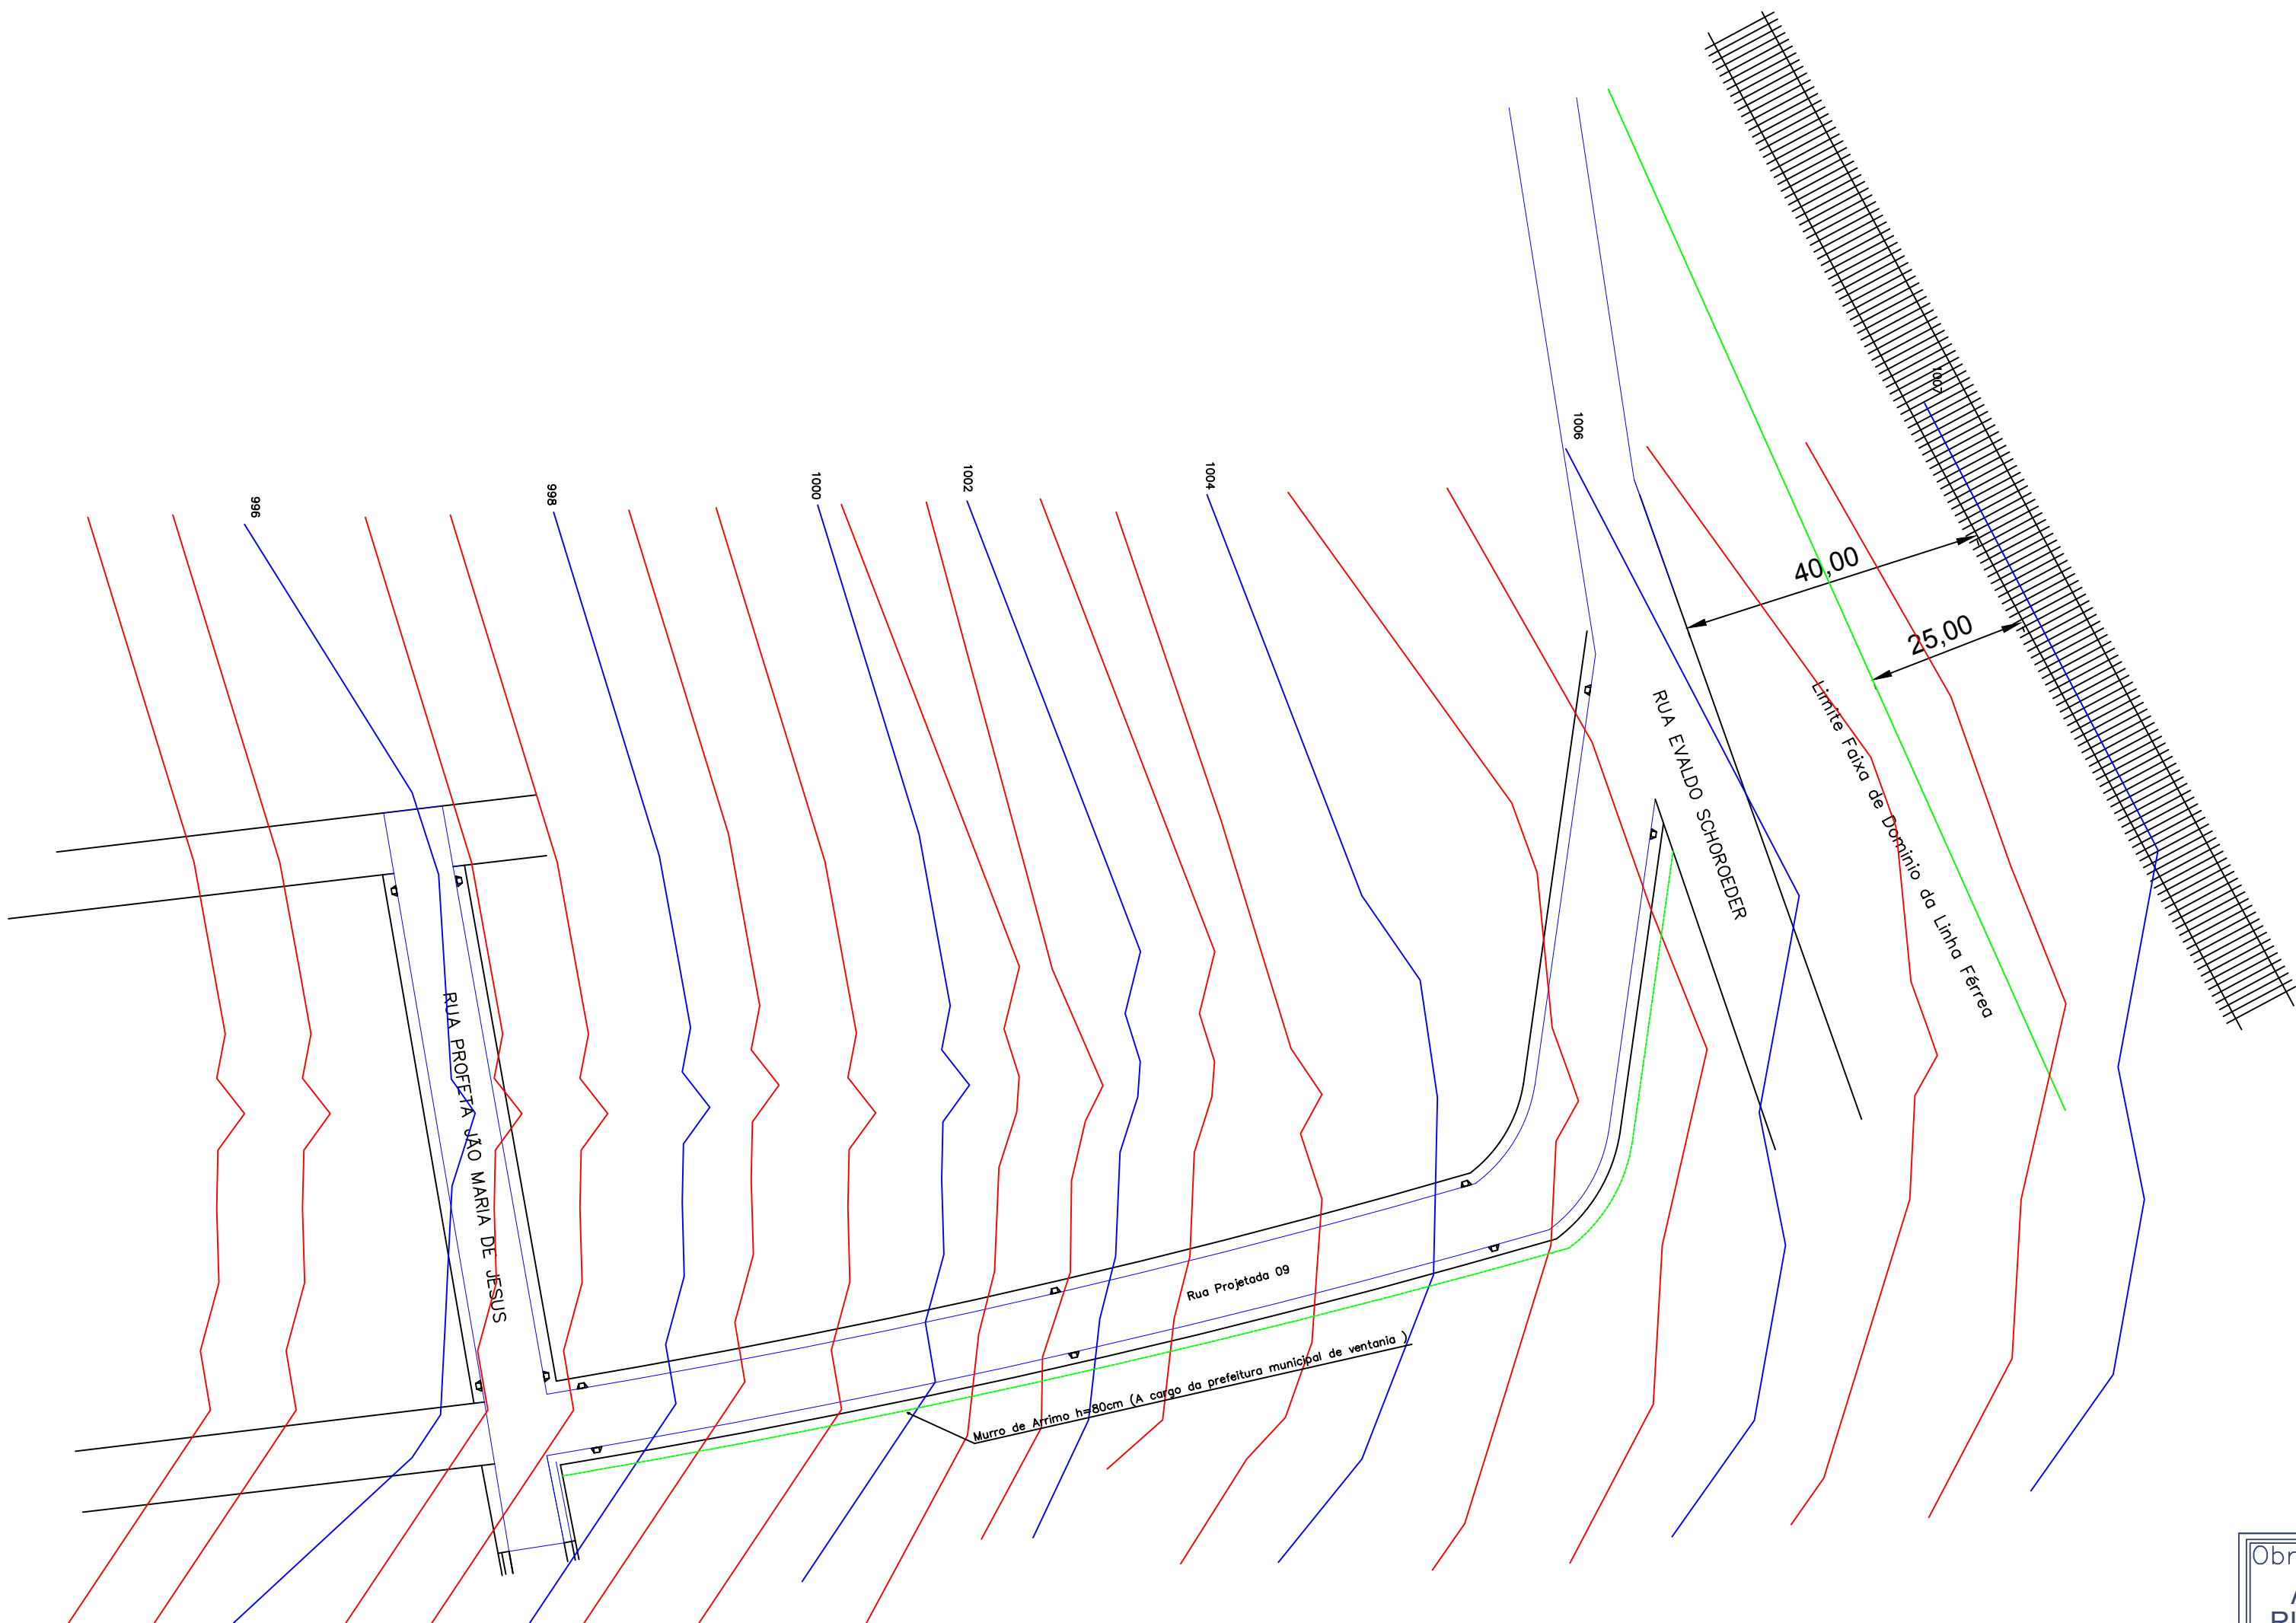 1007
1006
1004
1002
1000
998
996
40,00
25,00
RUA EVALDO SCHOROEDER
Limite Faixa de Dominio da Linha Férrea
RUA PROFETA JÃO MARIA DE JESUS
Rua Projetada 09
Murro de Arrimo h=80cm (A cargo da prefeitura municipal de ventania )